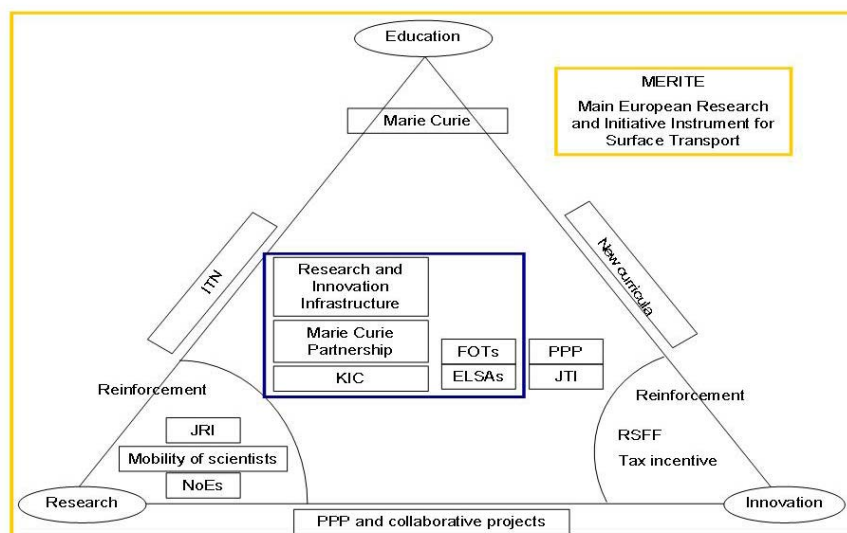 Education
MERITE
Main European Research
and Initiative Instrument for
Surface Transport
Marie Curie
ITN
New curricula
Research and
Innovation
Infrastructure
Marie Curie
Partnership
KIC
FOTs
ELSAs
PPP
JTI
Reinforcement
JRI
Mobility of scientists
NoEs
Research
Reinforcement
RSFF
Tax incentive
Innovation
PPP and collaborative projects